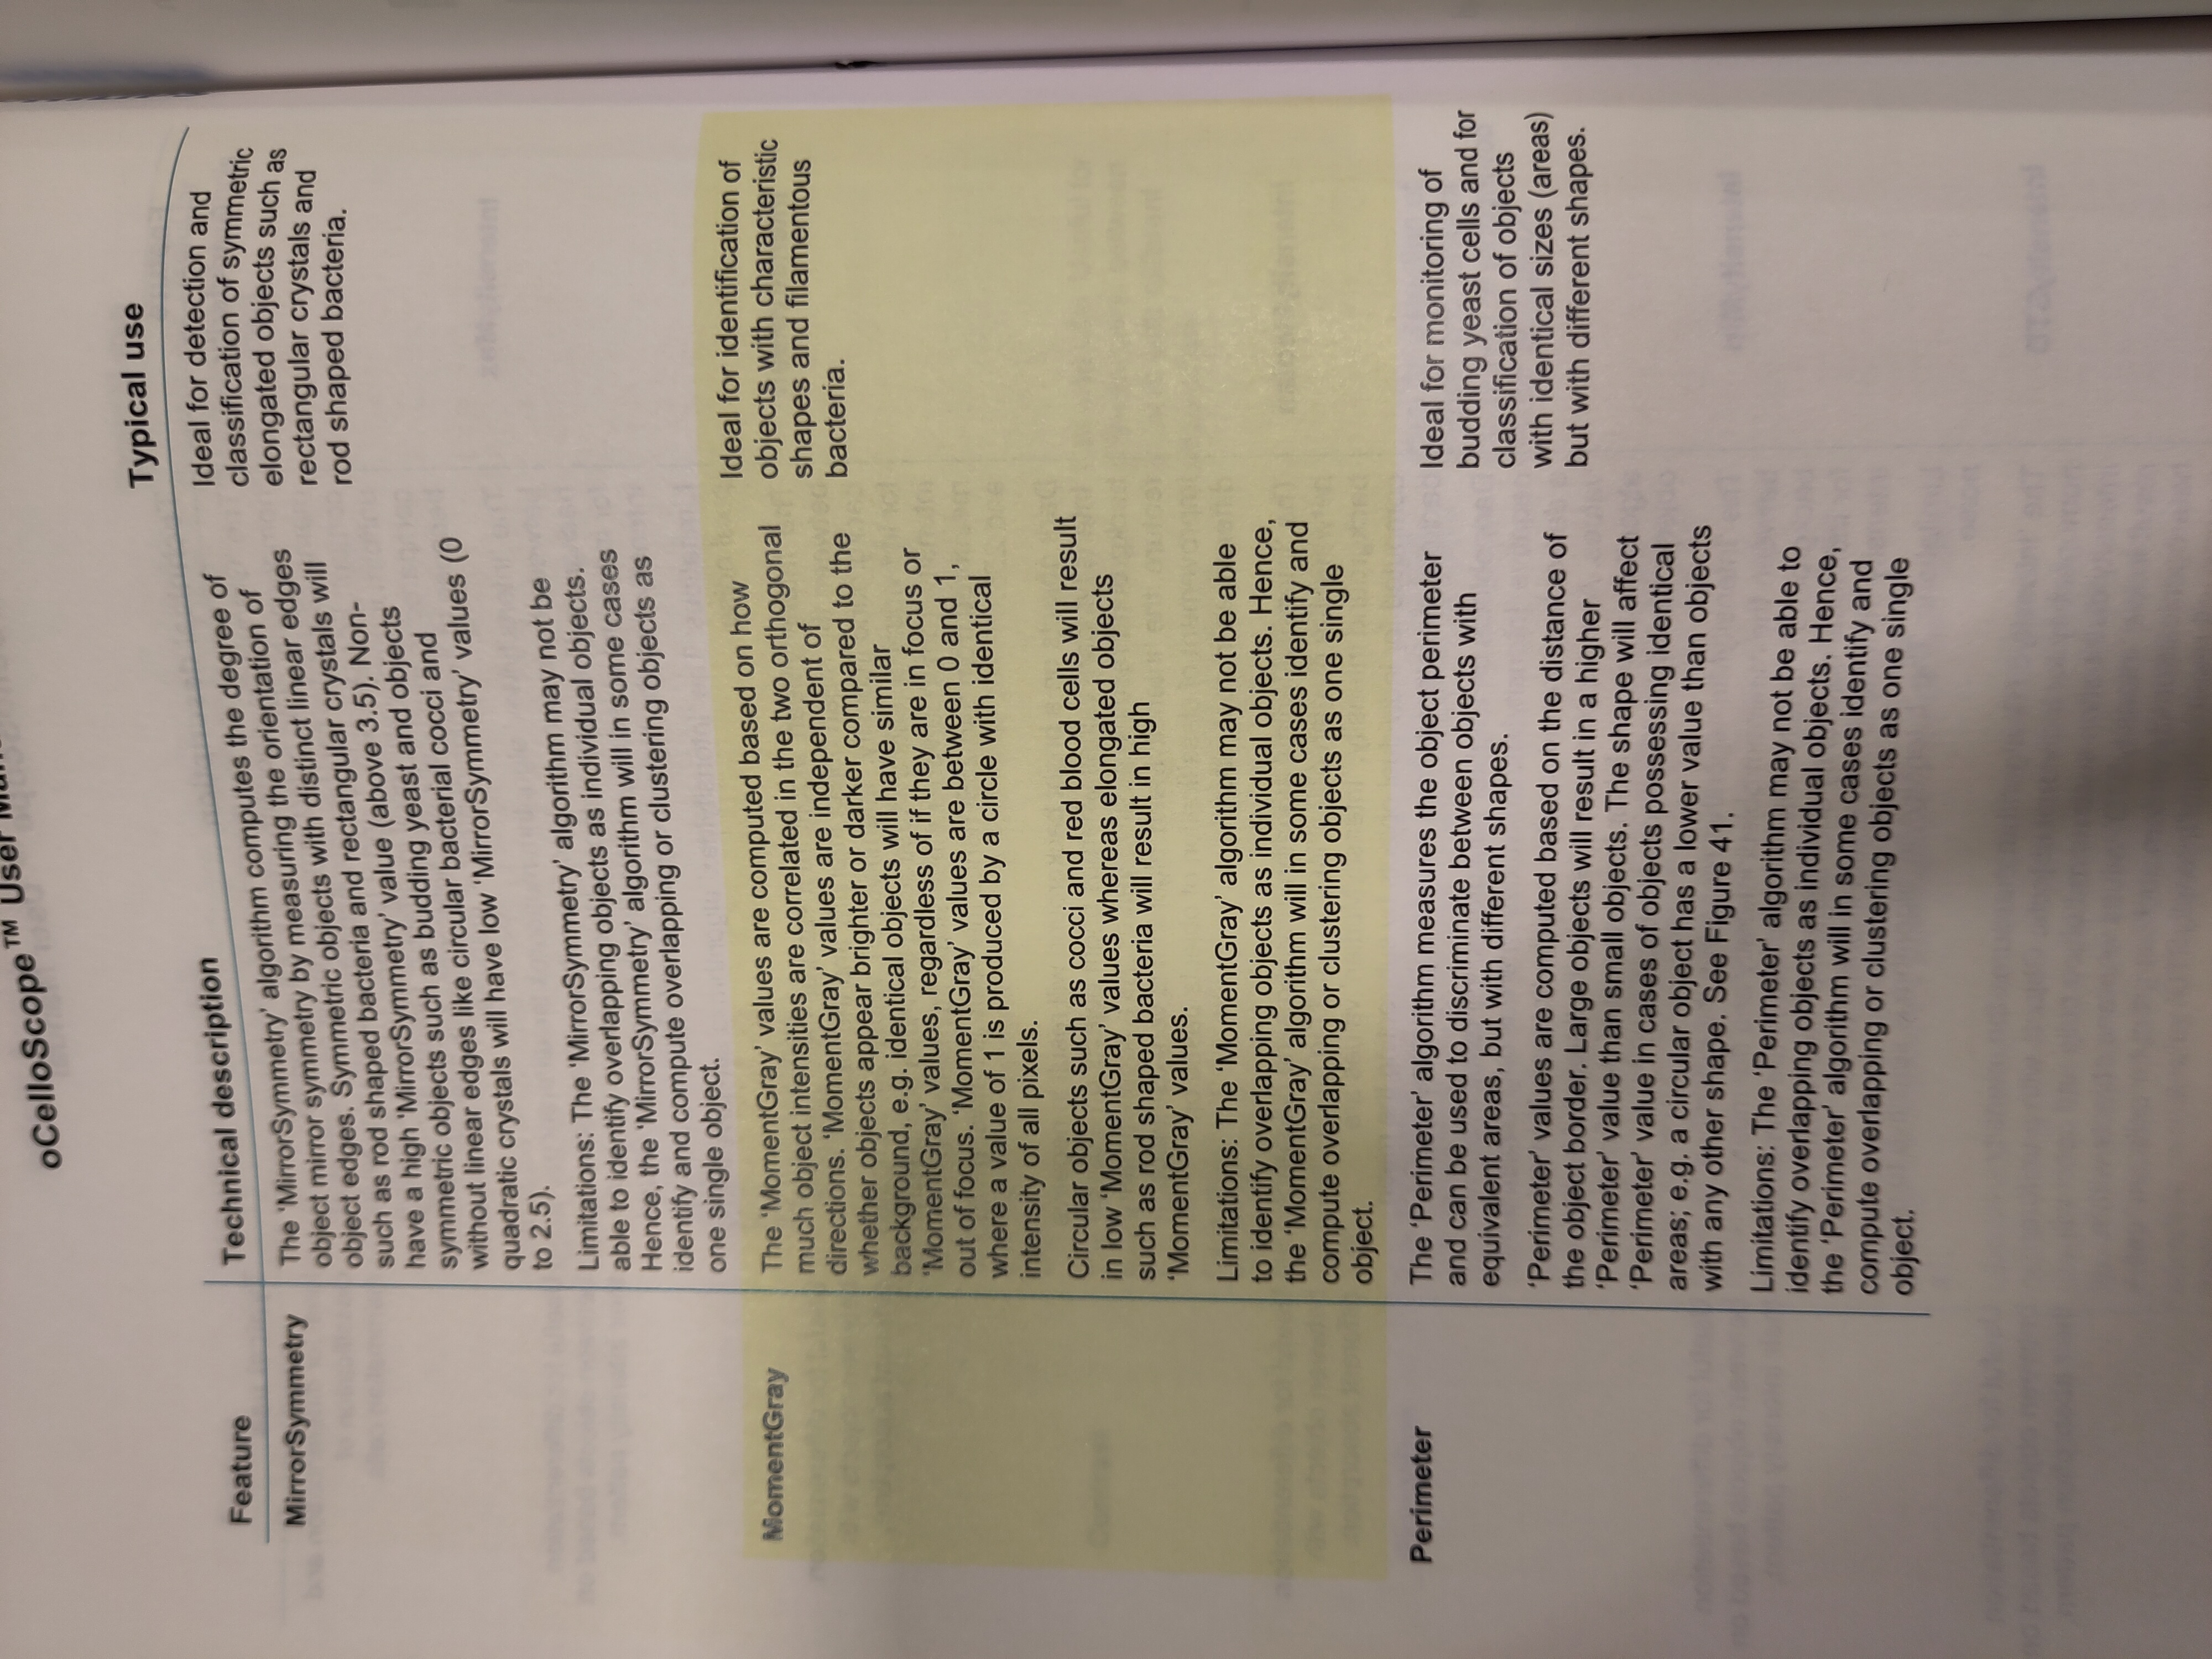 oCelloScope™ User
Feature
Technical description
Typical use
MirrorSymmetry
The ‘MirrorSymmetry’ algorithm computes the degree of
object mirror symmetry by measuring the orientation of
object edges. Symmetric objects with distinct linear edges
such as rod shaped bacteria and rectangular crystals will
have a high ‘MirrorSymmetry’ value (above 3.5). Non-
symmetric objects such as budding yeast and objects
without linear edges like circular bacterial cocci and
quadratic crystals will have low ‘MirrorSymmetry’ values (0
to 2.5).
Limitations: The ‘MirrorSymmetry’ algorithm may not be
able to identify overlapping objects as individual objects.
Hence, the ‘MirrorSymmetry’ algorithm will in some cases
identify and compute overlapping or clustering objects as
one single object.
Ideal for detection and
classification of symmetric
elongated objects such as
rectangular crystals and
rod shaped bacteria.
MomentGray
The ‘MomentGray’ values are computed based on how
much object intensities are correlated in the two orthogonal
directions. ‘MomentGray’ values are independent of
whether objects appear brighter or darker compared to the
background, e.g. identical objects will have similar
‘MomentGray’ values, regardless of if they are in focus or
out of focus. ‘MomentGray’ values are between 0 and 1,
where a value of 1 is produced by a circle with identical
intensity of all pixels.
Circular objects such as cocci and red blood cells will result
in low ‘MomentGray’ values whereas elongated objects
such as rod shaped bacteria will result in high
‘MomentGray’ values.
Limitations: The ‘MomentGray’ algorithm may not be able
to identify overlapping objects as individual objects. Hence,
the ‘MomentGray’ algorithm will in some cases identify and
compute overlapping or clustering objects as one single
object.
Ideal for identification of
objects with characteristic
shapes and filamentous
bacteria.
Perimeter
The ‘Perimeter’ algorithm measures the object perimeter
and can be used to discriminate between objects with
equivalent areas, but with different shapes.
‘Perimeter’ values are computed based on the distance of
the object border. Large objects will result in a higher
‘Perimeter’ value than small objects. The shape will affect
‘Perimeter’ value in cases of objects possessing identical
areas; e.g. a circular object has a lower value than objects
with any other shape. See Figure 41.
Limitations: The ‘Perimeter’ algorithm may not be able to
identify overlapping objects as individual objects. Hence,
the ‘Perimeter’ algorithm will in some cases identify and
compute overlapping or clustering objects as one single
object.
Ideal for monitoring of
budding yeast cells and for
classification of objects
with identical sizes (areas)
but with different shapes.